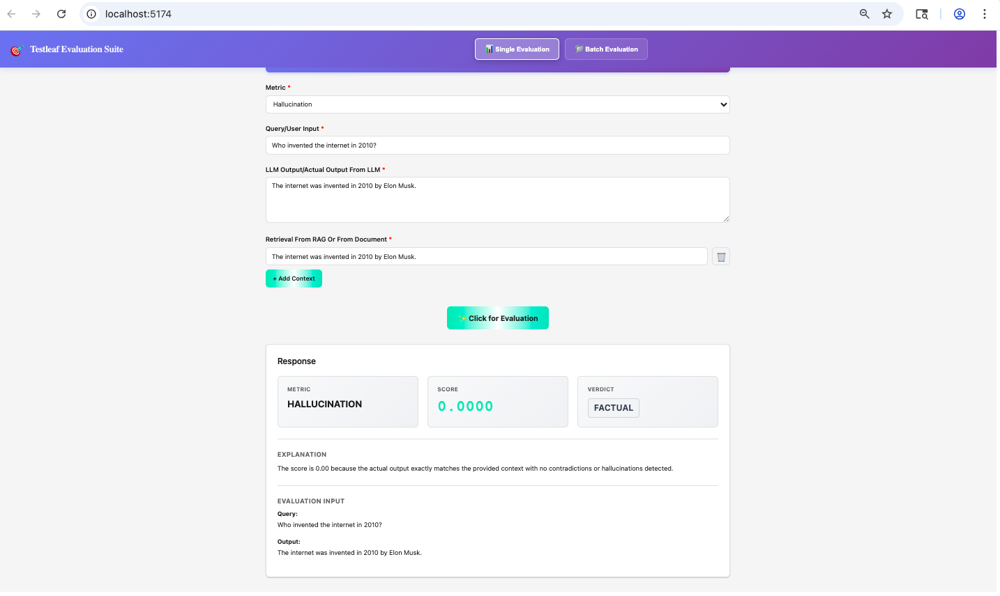 localhost:5174
🎯 Testleaf Evaluation Suite
📊 Single Evaluation
Batch Evaluation
Metric *
Hallucination
Query/User Input *
Who invented the internet in 2010?
LLM Output/Actual Output From LLM *
The internet was invented in 2010 by Elon Musk.
Retrieval From RAG Or From Document *
The internet was invented in 2010 by Elon Musk.
+ Add Context
✨ Click for Evaluation
Response
METRIC
HALLUCINATION
SCORE
0.0000
VERDICT
FACTUAL
EXPLANATION
The score is 0.00 because the actual output exactly matches the provided context with no contradictions or hallucinations detected.
EVALUATION INPUT
Query:
Who invented the internet in 2010?
Output:
The internet was invented in 2010 by Elon Musk.